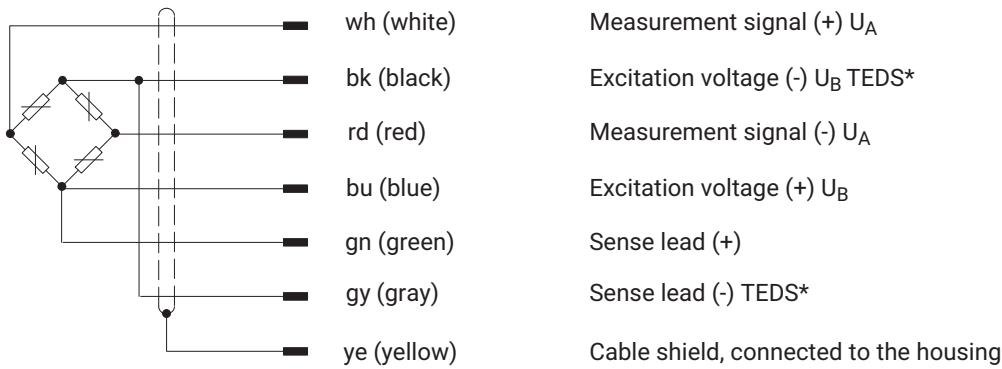 wh (white) Measurement signal (+) U_A
bk (black) Excitation voltage (-) U_B TEDS*
rd (red) Measurement signal (-) U_A
bu (blue) Excitation voltage (+) U_B
gn (green) Sense lead (+)
gy (gray) Sense lead (-) TEDS*
ye (yellow) Cable shield, connected to the housing